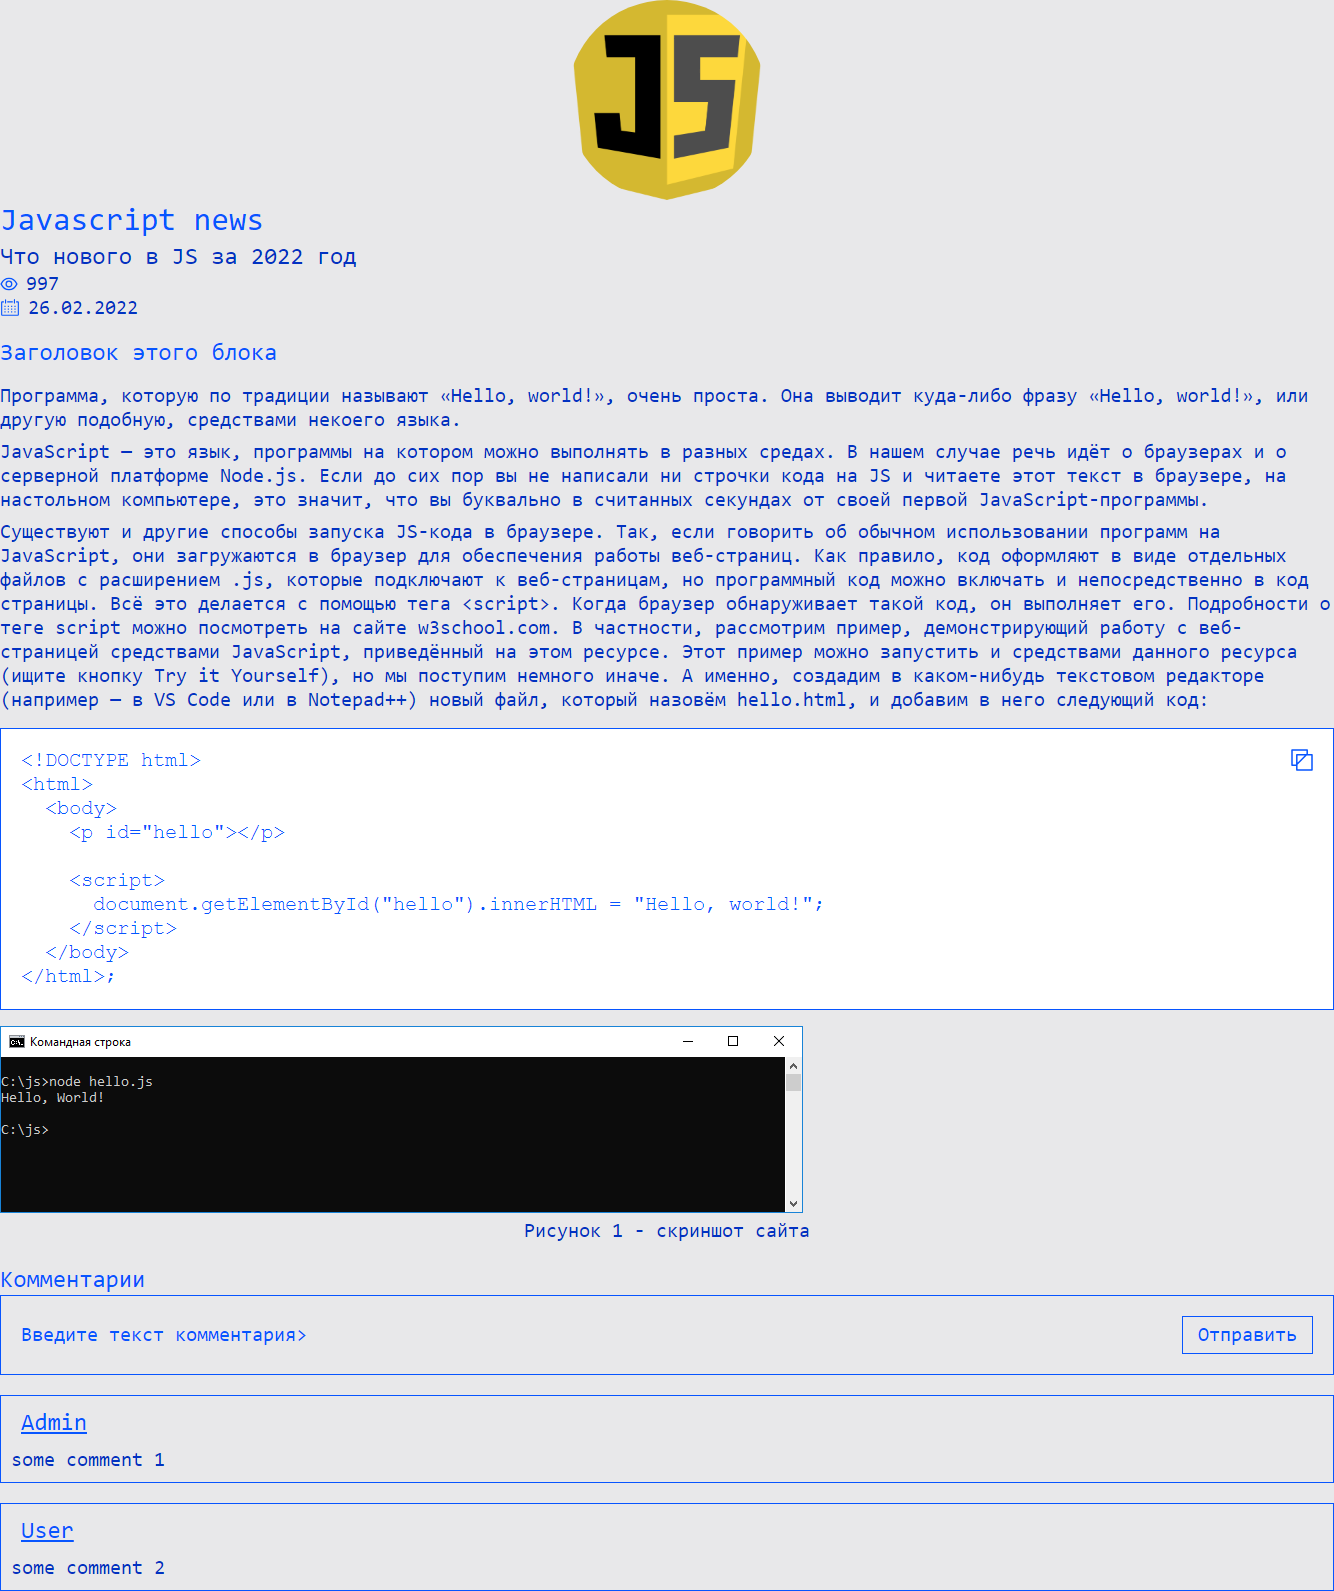 JS
Javascript news
Что нового в JS за 2022 год
997
26.02.2022
Заголовок этого блока
Программа, которую по традиции называют «Hello, world!», очень проста. Она выводит куда-либо фразу «Hello, world!», или
другую подобную, средствами некоего языка.
JavaScript — это язык, программы на котором можно выполнять в разных средах. В нашем случае речь идёт о браузерах и о
серверной платформе Node.js. Если до сих пор вы не написали ни строчки кода на JS и читаете этот текст в браузере, на
настольном компьютере, это значит, что вы буквально в считанных секундах от своей первой JavaScript-программы.
Существуют и другие способы запуска JS-кода в браузере. Так, если говорить об обычном использовании программ на
JavaScript, они загружаются в браузер для обеспечения работы веб-страниц. Как правило, код оформляют в виде отдельных
файлов с расширением .js, которые подключают к веб-страницам, но программный код можно включать и непосредственно в код
страницы. Всё это делается с помощью тега <script>. Когда браузер обнаруживает такой код, он выполняет его. Подробности о
теге script можно посмотреть на сайте w3school.com. В частности, рассмотрим пример, демонстрирующий работу с веб-
страницей средствами JavaScript, приведённый на этом ресурсе. Этот пример можно запустить и средствами данного ресурса
(ищите кнопку Try it Yourself), но мы поступим немного иначе. А именно, создадим в каком-нибудь текстовом редакторе
(например — в VS Code или в Notepad++) новый файл, который назовём hello.html, и добавим в него следующий код:
<!DOCTYPE html>
<html>
  <body>
    <p id="hello"></p>

    <script>
      document.getElementById("hello").innerHTML = "Hello, world!";
    </script>
  </body>
</html>;
Командная строка
C:\js>node hello.js
Hello, World!
C:\js>
Рисунок 1 - скриншот сайта
Комментарии
Введите текст комментария>
Отправить
Admin
some comment 1
User
some comment 2